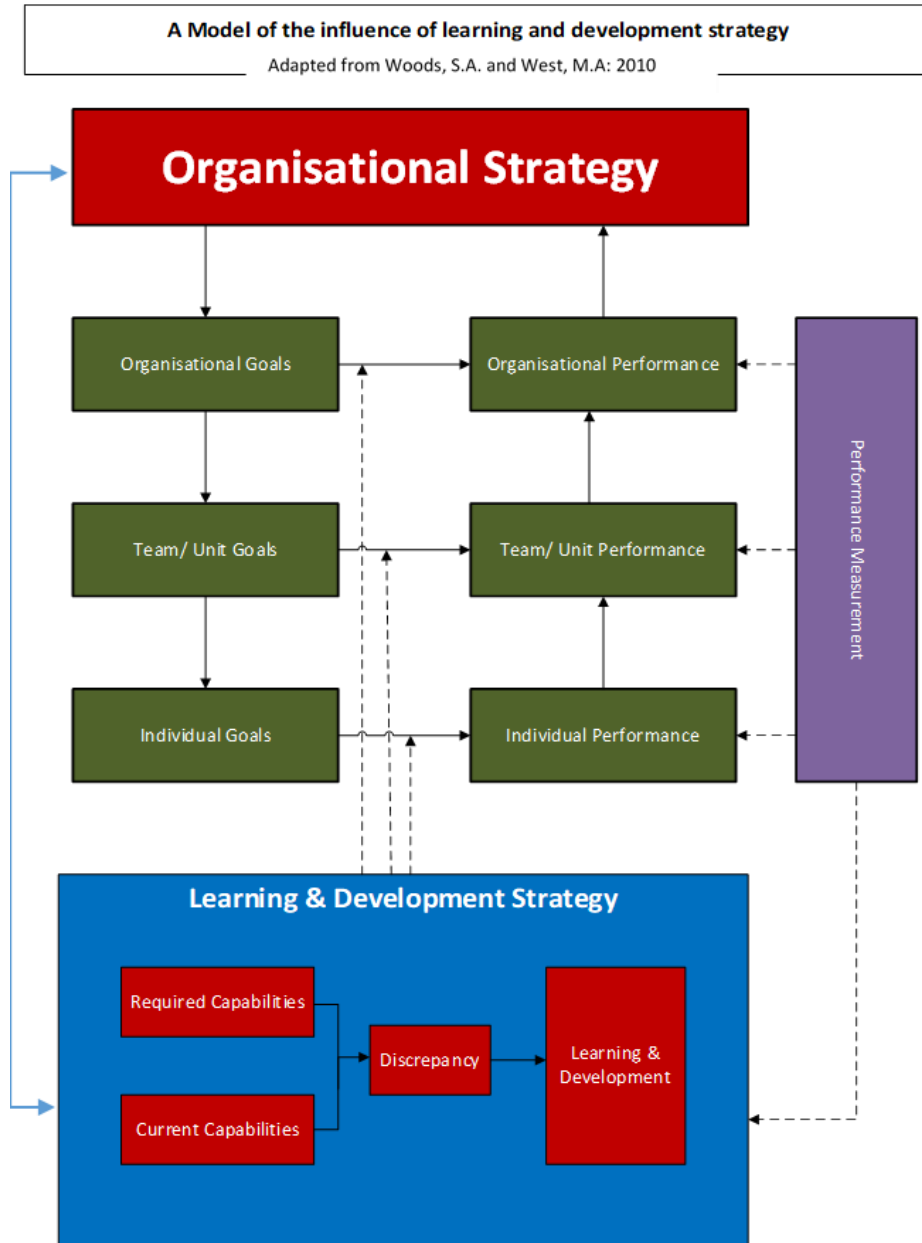 A Model of the influence of learning and development strategy
Adapted from Woods, S.A. and West, M.A: 2010
Organisational Strategy
Organisational Goals
Organisational Performance
Team/ Unit Goals
Team/ Unit Performance
Individual Goals
Individual Performance
Performance Measurement
Learning & Development Strategy
Required Capabilities
Current Capabilities
Discrepancy
Learning &
Development